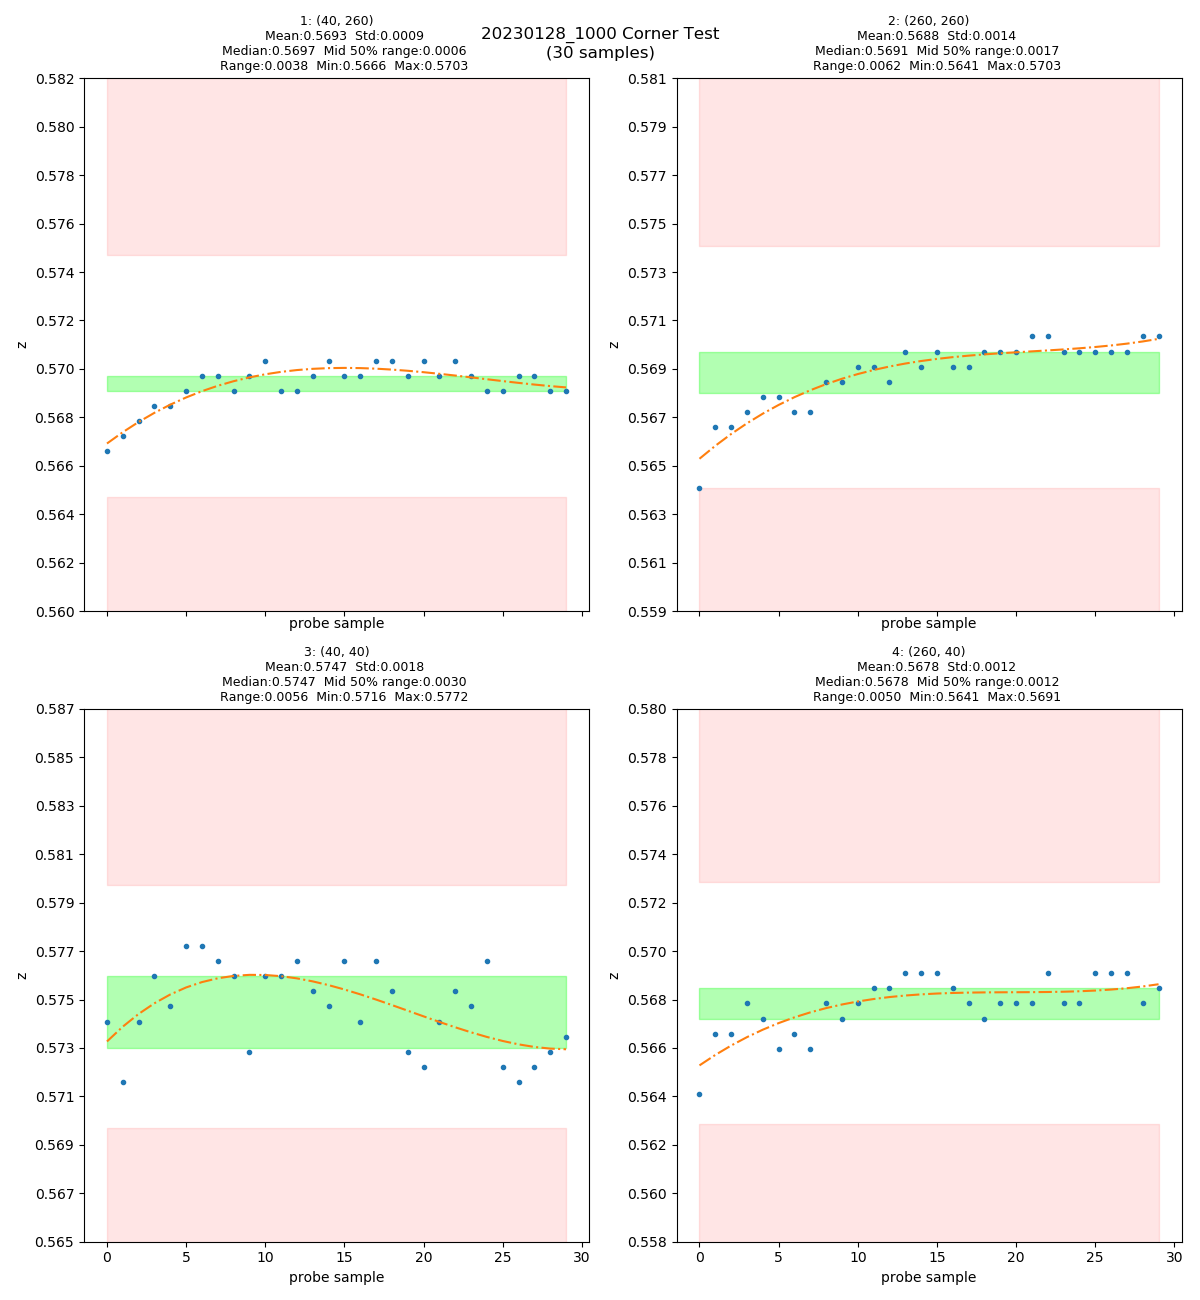 20230128_1000 Corner Test
(30 samples)
1: (40, 260)
Mean:0.5693  Std:0.0009
Median:0.5697  Mid 50% range:0.0006
Range:0.0038  Min:0.5666  Max:0.5703
0.582
0.580
0.578
0.576
0.574
0.572
0.570
0.568
0.566
0.564
0.562
0.560
z
probe sample
2: (260, 260)
Mean:0.5688  Std:0.0014
Median:0.5691  Mid 50% range:0.0017
Range:0.0062  Min:0.5641  Max:0.5703
0.581
0.579
0.577
0.575
0.573
0.571
0.569
0.567
0.565
0.563
0.561
0.559
z
probe sample
3: (40, 40)
Mean:0.5747  Std:0.0018
Median:0.5747  Mid 50% range:0.0030
Range:0.0056  Min:0.5716  Max:0.5772
0.587
0.585
0.583
0.581
0.579
0.577
0.575
0.573
0.571
0.569
0.567
0.565
z
0 5 10 15 20 25 30
probe sample
4: (260, 40)
Mean:0.5678  Std:0.0012
Median:0.5678  Mid 50% range:0.0012
Range:0.0050  Min:0.5641  Max:0.5691
0.580
0.578
0.576
0.574
0.572
0.570
0.568
0.566
0.564
0.562
0.560
0.558
z
0 5 10 15 20 25 30
probe sample